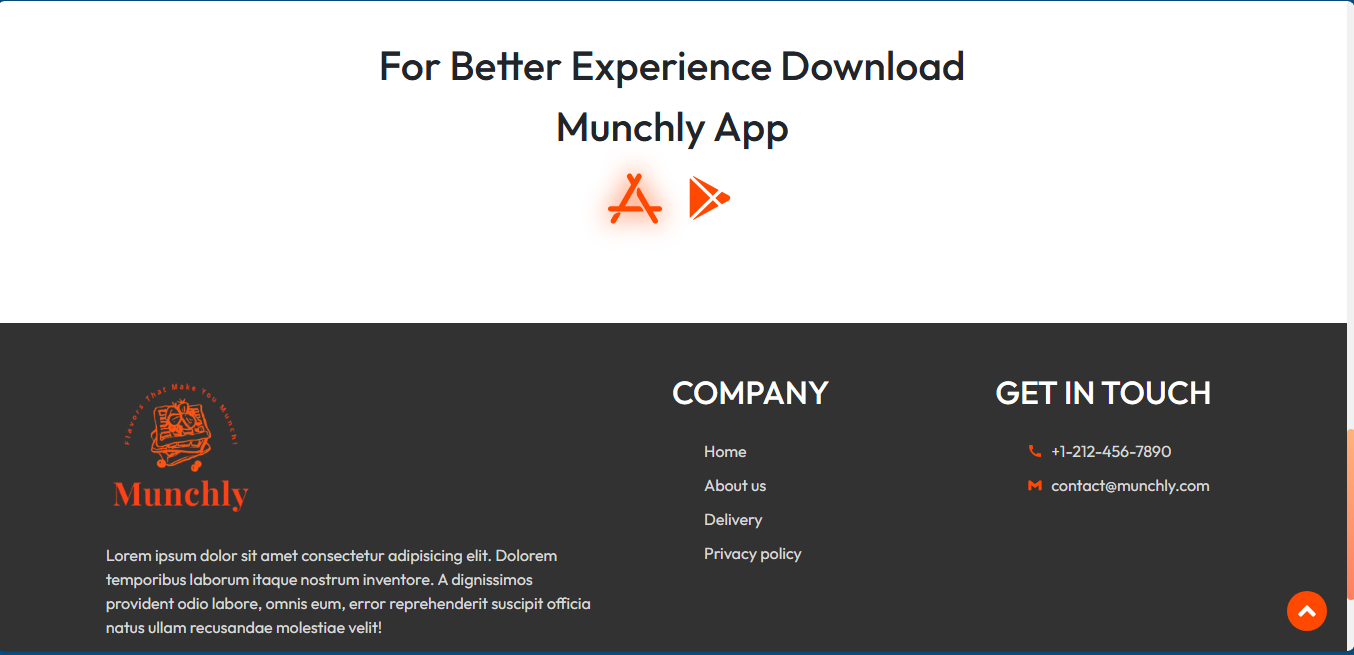 For Better Experience Download
Munchly App
Flavors That Make You Munch!
Munchly
Lorem ipsum dolor sit amet consectetur adipisicing elit. Dolorem
temporibus laborum itaque nostrum inventore. A dignissimos
provident odio labore, omnis eum, error reprehenderit suscipit officia
natus ullam recusandae molestiae velit!
COMPANY
Home
About us
Delivery
Privacy policy
GET IN TOUCH
+1-212-456-7890
contact@munchly.com